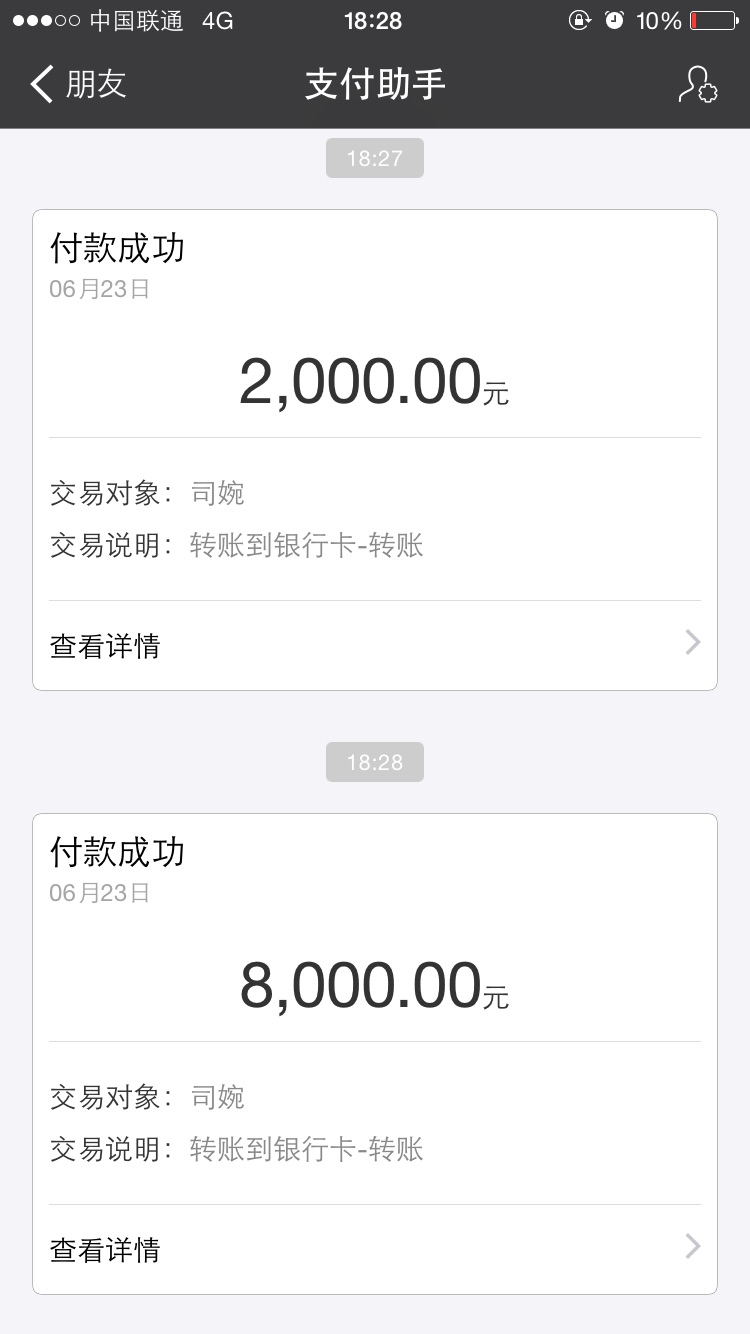 中国联通 4G 18:28 10%
朋友 支付助手
18:27
付款成功
06月23日
2,000.00元
交易对象： 司婉
交易说明： 转账到银行卡-转账
查看详情
18:28
付款成功
06月23日
8,000.00元
交易对象： 司婉
交易说明： 转账到银行卡-转账
查看详情